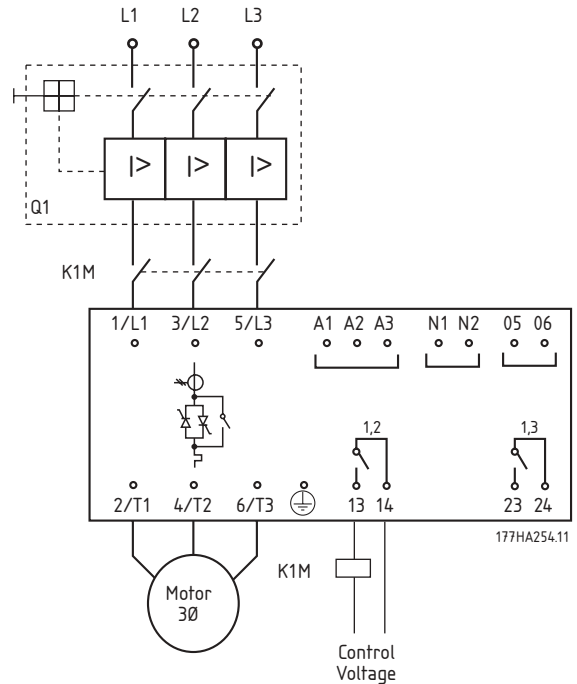 L1 L2 L3
I> I> I>
Q1
K1M
1/L1 3/L2 5/L3 A1 A2 A3 N1 N2 05 06
1,2 1,3
2/T1 4/T2 6/T3 13 14 23 24
177HA254.11
K1M
Motor
3Ø
Control
Voltage